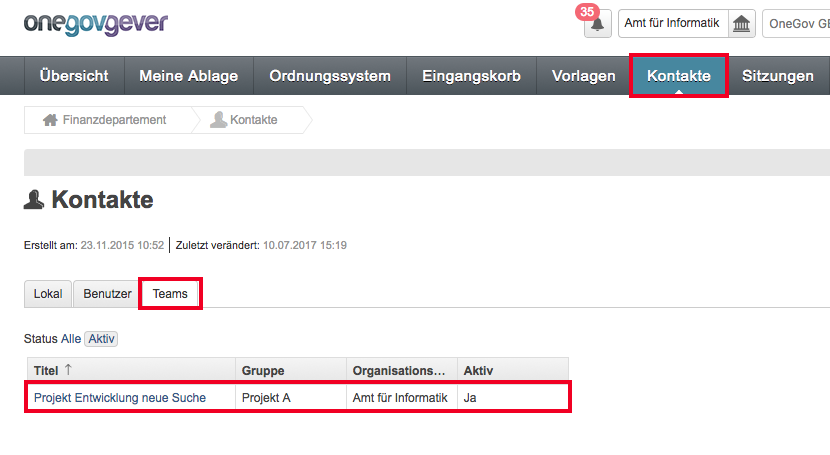 onegovgever
35
Amt für Informatik
OneGov GE
Übersicht Meine Ablage Ordnungssystem Eingangskorb Vorlagen Kontakte Sitzungen
Finanzdepartement Kontakte
Kontakte
Erstellt am: 23.11.2015 10:52 Zuletzt verändert: 10.07.2017 15:19
Lokal Benutzer Teams
Status Alle Aktiv
Titel ↑ Gruppe Organisations... Aktiv
Projekt Entwicklung neue Suche Projekt A Amt für Informatik Ja